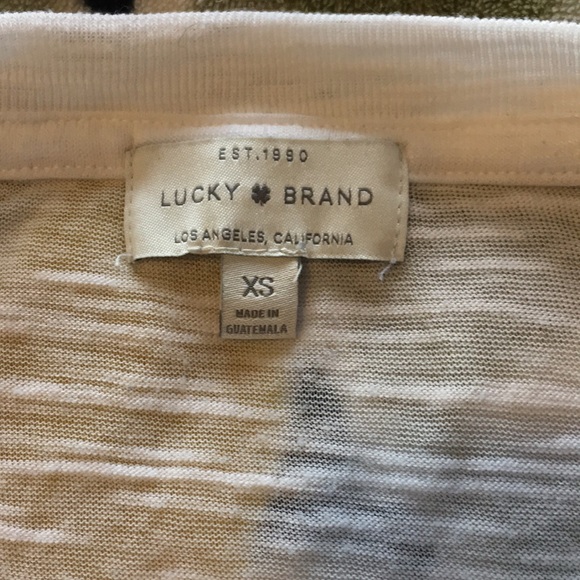 EST.1990
LUCKY BRAND
LOS ANGELES, CALIFORNIA
XS
MADE IN
GUATEMALA